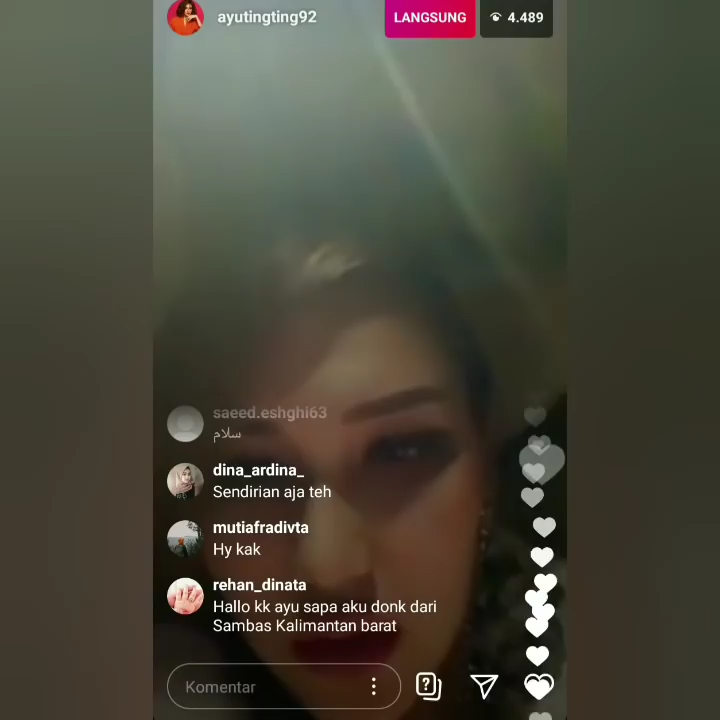 ayutingting92
LANGSUNG
4.489
saeed.eshghi63
سلام
dina_ardina_
Sendirian aja teh
mutiafradivta
Hy kak
rehan_dinata
Hallo kk ayu sapa aku donk dari
Sambas Kalimantan barat
Komentar